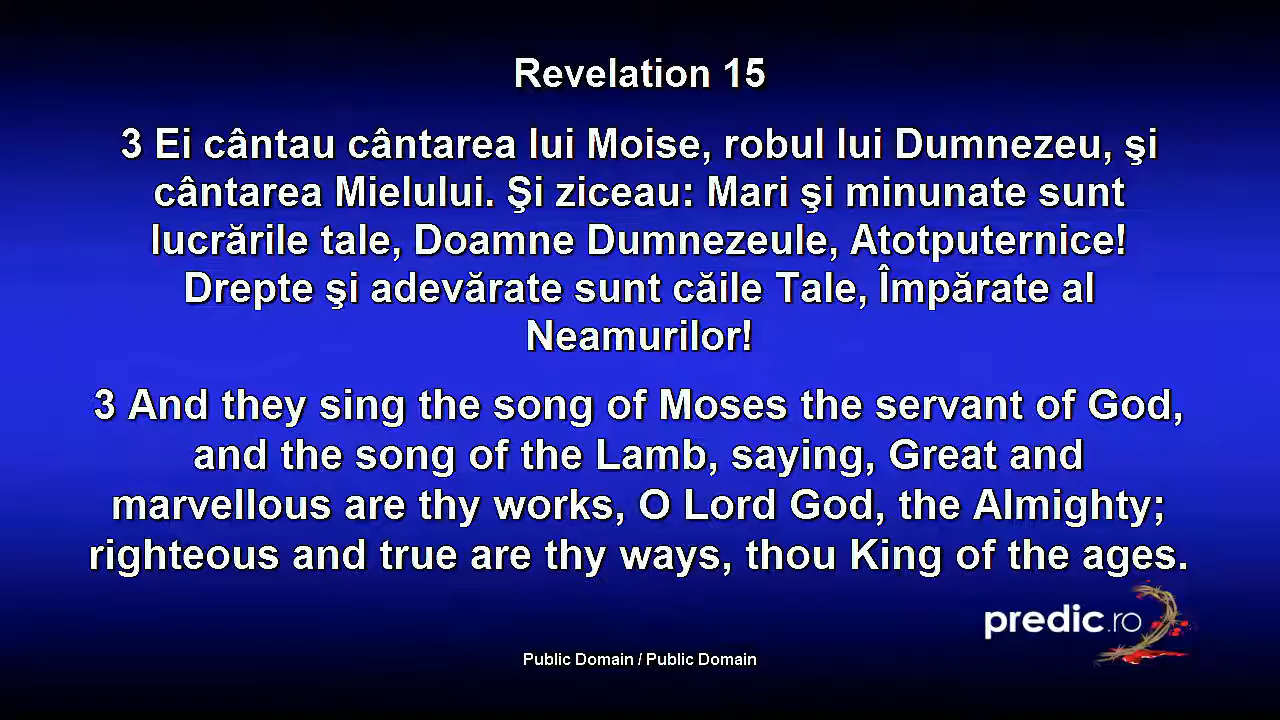 Revelation 15
3 Ei cântau cântarea lui Moise, robul lui Dumnezeu, şi
cântarea Mielului. Şi ziceau: Mari şi minunate sunt
lucrările tale, Doamne Dumnezeule, Atotputernice!
Drepte şi adevărate sunt căile Tale, Împărate al
Neamurilor!
3 And they sing the song of Moses the servant of God,
and the song of the Lamb, saying, Great and
marvellous are thy works, O Lord God, the Almighty;
righteous and true are thy ways, thou King of the ages.
predic.ro
Public Domain / Public Domain